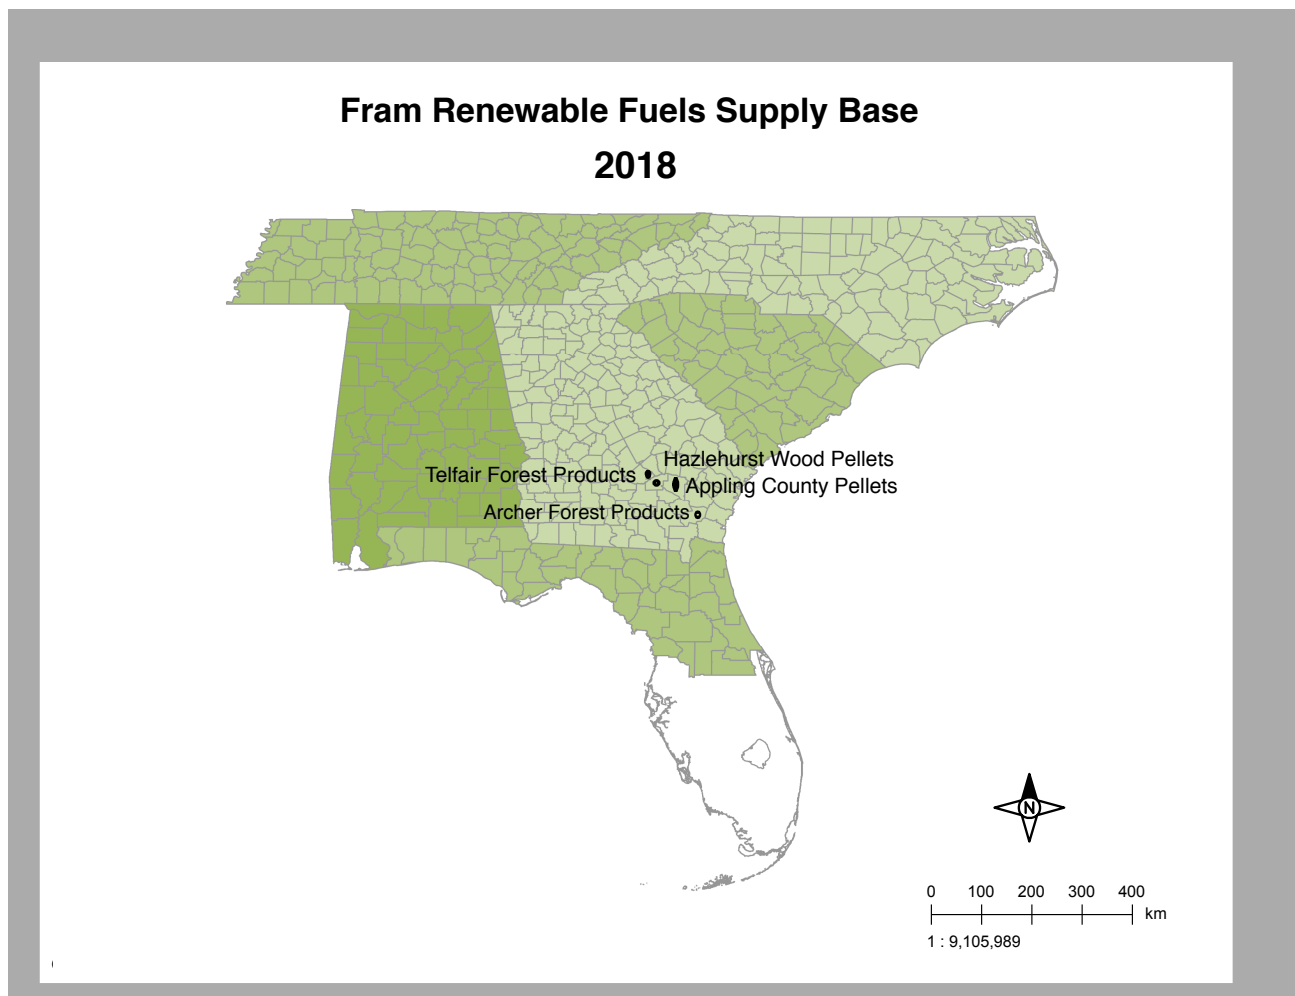 Fram Renewable Fuels Supply Base
2018
Hazlehurst Wood Pellets
Telfair Forest Products
Appling County Pellets
Archer Forest Products
N
0 100 200 300 400
km
1 : 9,105,989